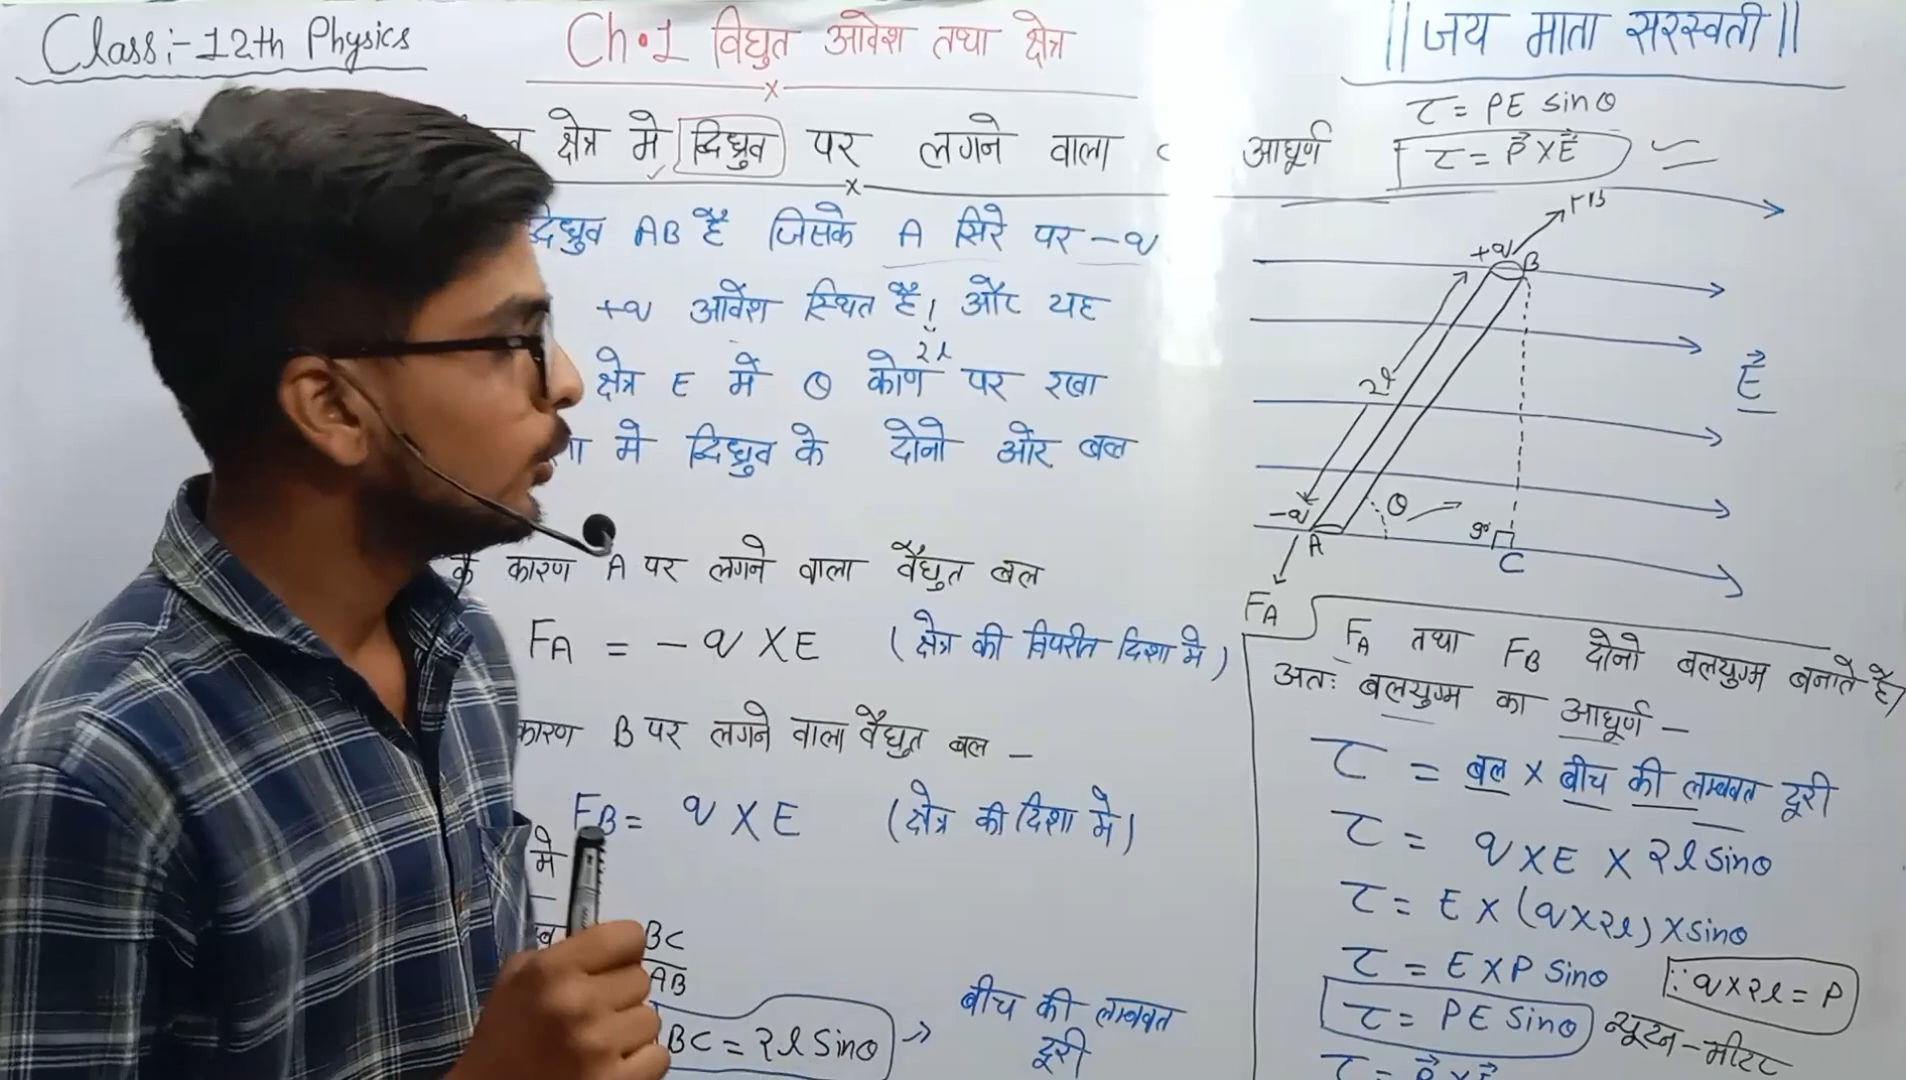 Class:-12th Physics
Ch•1 विद्युत आवेश तथा क्षेत्र
|| जय माता सरस्वती ||
क्षेत्र में द्विध्रुव पर लगने वाला आघूर्ण
τ = PE sinθ
τ = P⃗ × E⃗
द्विध्रुव AB है जिसके A सिरे पर -q
+q आवेश स्थित है। और यह
2l
क्षेत्र E में θ कोण पर रखा
मे द्विध्रुव के दोनो ओर बल
के कारण A पर लगने वाला वैद्युत बल
FA = - q × E (क्षेत्र की विपरीत दिशा मे)
कारण B पर लगने वाला वैद्युत बल –
FB = q × E (क्षेत्र की दिशा मे)
मे
BC
AB
BC = 2l Sinθ → बीच की लम्बवत दूरी
FB
+q B
2l
E⃗
-q A θ 90 C
FA
FA तथा FB दोनो बलयुग्म बनाते है।
अतः बलयुग्म का आघूर्ण –
τ = बल × बीच की लम्बवत दूरी
τ = q × E × 2l sinθ
τ = E × (q × 2l) × sinθ
τ = E × P Sinθ ∵ q × 2l = P
τ = PE Sinθ न्यूटन-मीटर
τ = P⃗ × E⃗